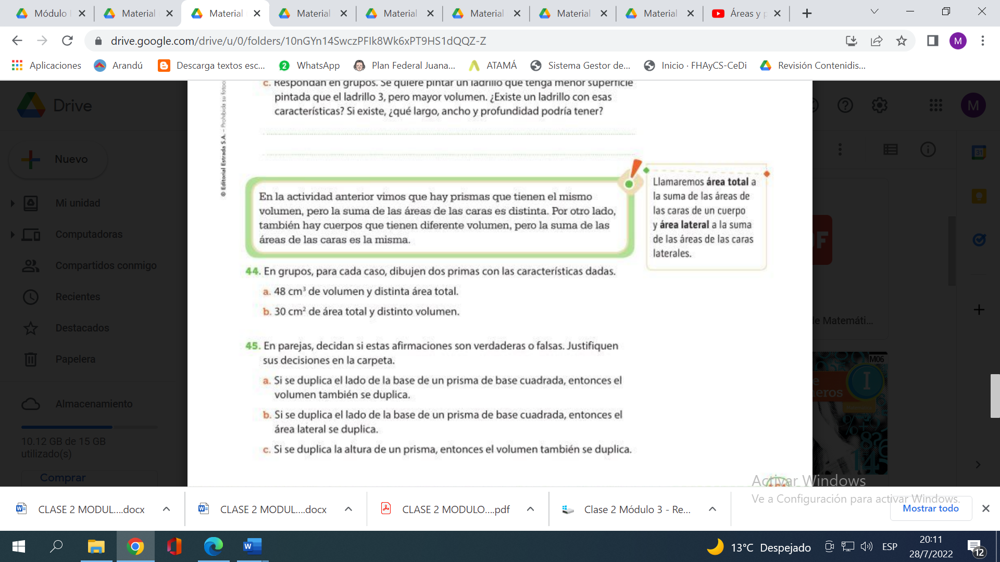 Módulo
Material
Material
Material
Material
Material
Material
Material
Áreas y p
drive.google.com/drive/u/0/folders/10nGYn14SwczPFIk8Wk6xPT9HS1dQQZ-Z
M
Aplicaciones
Arandú
Descarga textos esc...
2
WhatsApp
Plan Federal Juana...
ATAMÁ
Sistema Gestor de...
Inicio · FHAyCS-CeDi
Revisión Contenidis...
Drive
M
Nuevo
Mi unidad
Computadoras
Compartidos conmigo
Recientes
Destacados
Papelera
Almacenamiento
10.12 GB de 15 GB
utilizado(s)
Comprar
© Editorial Estrada S.A. – Prohibida su fotoco
c. Respondan en grupos. Se quiere pintar un ladrillo que tenga menor superficie
pintada que el ladrillo 3, pero mayor volumen. ¿Existe un ladrillo con esas
características? Si existe, ¿qué largo, ancho y profundidad podría tener?
En la actividad anterior vimos que hay prismas que tienen el mismo
volumen, pero la suma de las áreas de las caras es distinta. Por otro lado,
también hay cuerpos que tienen diferente volumen, pero la suma de las
áreas de las caras es la misma.
Llamaremos área total a
la suma de las áreas de
las caras de un cuerpo
y área lateral a la suma
de las áreas de las caras
laterales.
44. En grupos, para cada caso, dibujen dos primas con las características dadas.
a. 48 cm³ de volumen y distinta área total.
b. 30 cm² de área total y distinto volumen.
45. En parejas, decidan si estas afirmaciones son verdaderas o falsas. Justifiquen
sus decisiones en la carpeta.
a. Si se duplica el lado de la base de un prisma de base cuadrada, entonces el
volumen también se duplica.
b. Si se duplica el lado de la base de un prisma de base cuadrada, entonces el
área lateral se duplica.
c. Si se duplica la altura de un prisma, entonces el volumen también se duplica.
31
DF
de Matemáti...
M06
I
eros
Activar Windows
Ve a Configuración para activar Windows.
CLASE 2 MODUL....docx
CLASE 2 MODUL....docx
CLASE 2 MODULO....pdf
Clase 2 Módulo 3 - Re...
Mostrar todo
13°C Despejado
ESP
20:11
28/7/2022
12